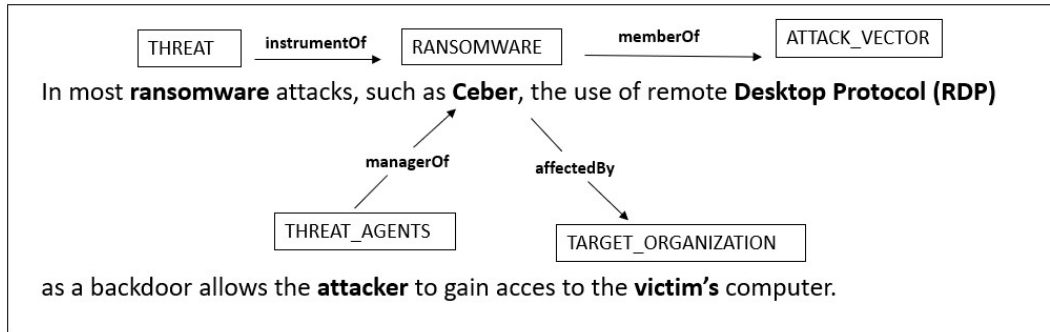 THREAT instrumentOf RANSOMWARE memberOf ATTACK_VECTOR
In most ransomware attacks, such as Ceber, the use of remote Desktop Protocol (RDP)
managerOf affectedBy
THREAT_AGENTS TARGET_ORGANIZATION
as a backdoor allows the attacker to gain acces to the victim's computer.